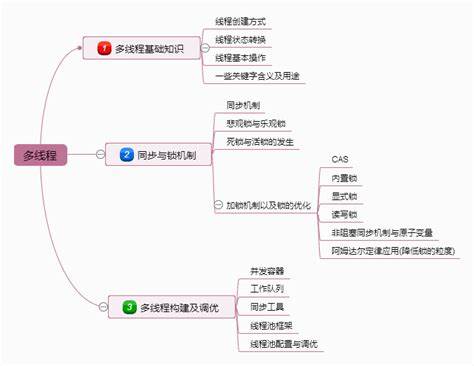 多线程
1 多线程基础知识
线程创建方式
线程状态转换
线程基本操作
一些关键字含义及用途
2 同步与锁机制
同步机制
悲观锁与乐观锁
死锁与活锁的发生
加锁机制以及锁的优化
CAS
内置锁
显式锁
读写锁
非阻塞同步机制与原子变量
阿姆达尔定律应用(降低锁的粒度)
3 多线程构建及调优
并发容器
工作队列
同步工具
线程池框架
线程池配置与调优